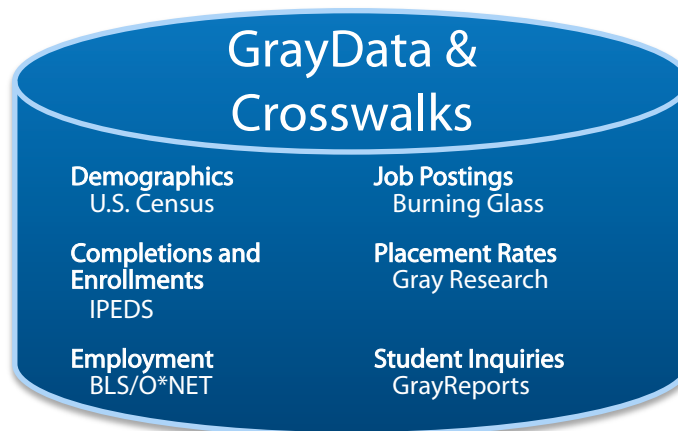 GrayData &
Crosswalks
Demographics
U.S. Census
Completions and
Enrollments
IPEDS
Employment
BLS/O*NET
Job Postings
Burning Glass
Placement Rates
Gray Research
Student Inquiries
GrayReports